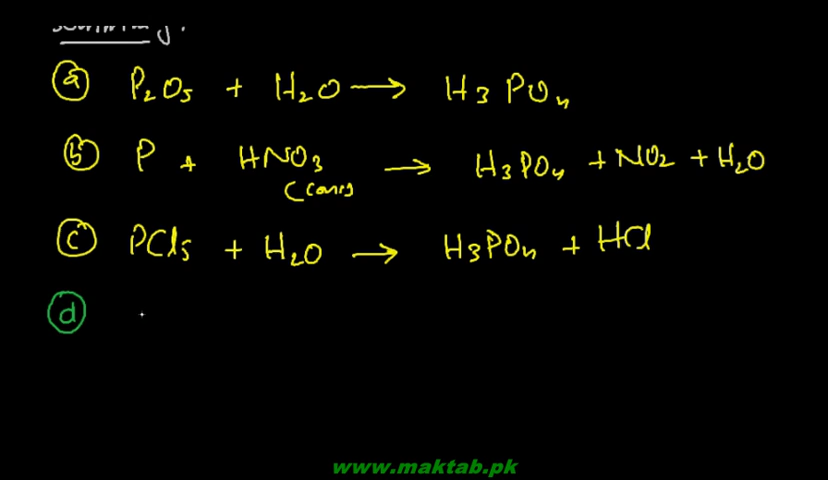 (a) P₂O₅ + H₂O → H₃PO₄
(b) P + HNO₃ → H₃PO₄ + NO₂ + H₂O
(conc)
(c) PCl₅ + H₂O → H₃PO₄ + HCl
(d)
www.maktab.pk